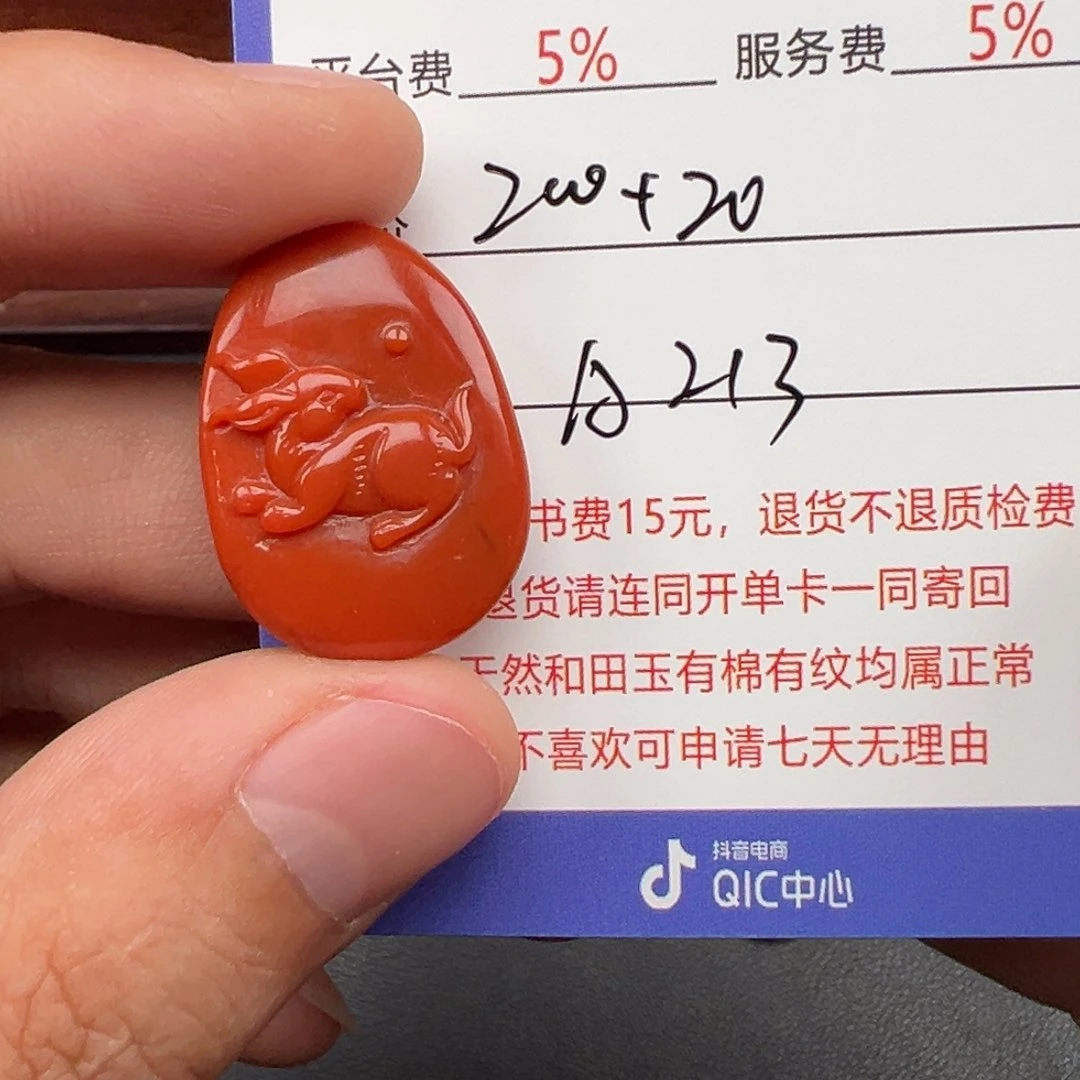 平台费 5% 服务费 5%
200+20
A213
书费15元，退货不退质检费
退货请连同开单卡一同寄回
天然和田玉有棉有纹均属正常
不喜欢可申请七天无理由
抖音电商
QIC中心